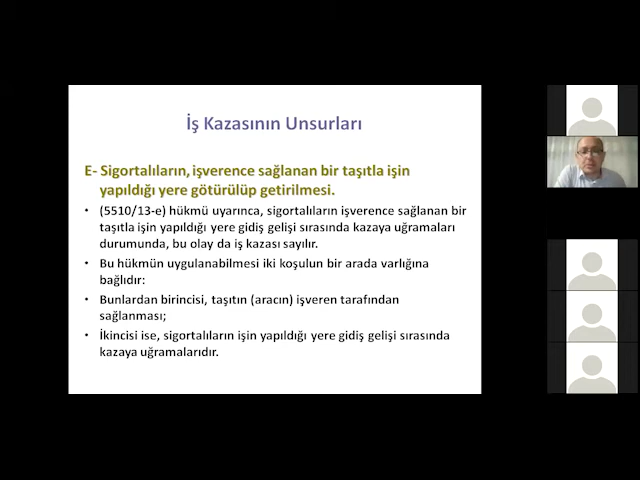 İş Kazasının Unsurları
E- Sigortalıların, işverence sağlanan bir taşıtla işin
yapıldığı yere götürülüp getirilmesi.
• (5510/13-e) hükmü uyarınca, sigortalıların işverence sağlanan bir
taşıtla işin yapıldığı yere gidiş gelişi sırasında kazaya uğramaları
durumunda, bu olay da iş kazası sayılır.
• Bu hükmün uygulanabilmesi iki koşulun bir arada varlığına
bağlıdır:
• Bunlardan birincisi, taşıtın (aracın) işveren tarafından
sağlanması;
• İkincisi ise, sigortalıların işin yapıldığı yere gidiş gelişi sırasında
kazaya uğramalarıdır.